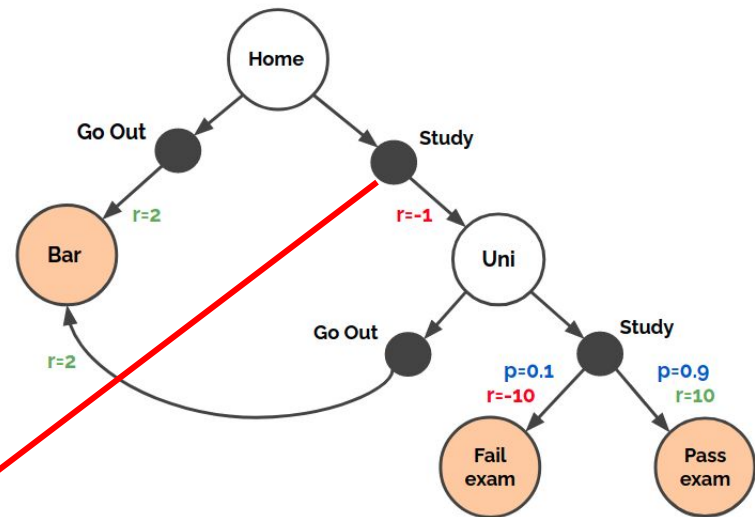 Home
Go Out
Study
r=2
r=-1
Bar
Uni
Go Out
Study
r=2
p=0.1
p=0.9
r=-10
r=10
Fail
exam
Pass
exam